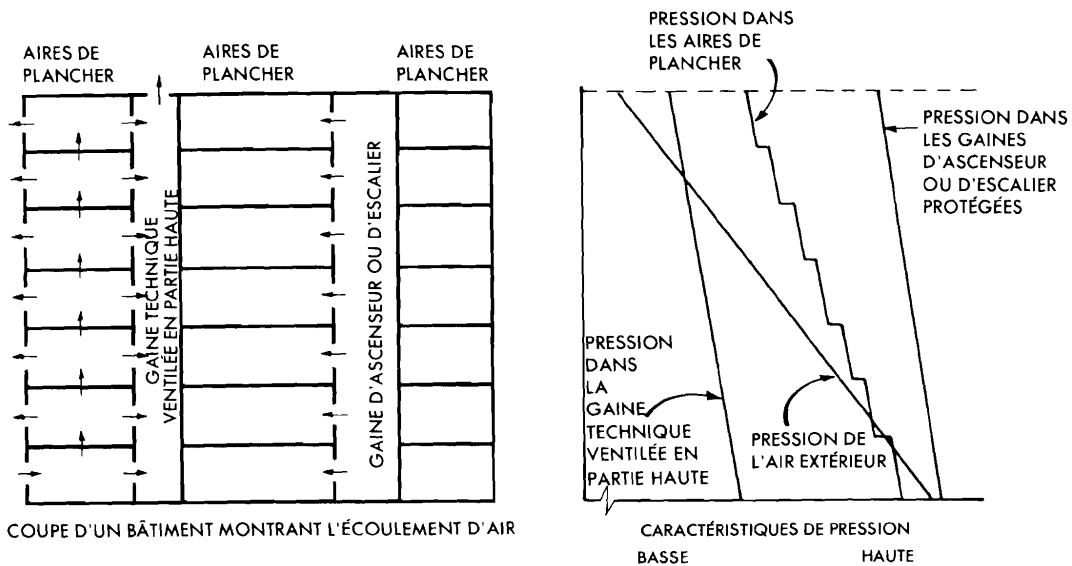 AIRES DE
PLANCHER
AIRES DE
PLANCHER
AIRES DE
PLANCHER
GAINE TECHNIQUE
VENTILÉE EN PARTIE HAUTE
GAINE D'ASCENSEUR OU D'ESCALIER
COUPE D'UN BÂTIMENT MONTRANT L'ÉCOULEMENT D'AIR
PRESSION DANS
LES AIRES DE
PLANCHER
PRESSION DANS
LES GAINES
D'ASCENSEUR
OU D'ESCALIER
PROTÉGÉES
PRESSION
DANS
LA
GAINE
TECHNIQUE
VENTILÉE EN
PARTIE HAUTE
PRESSION DE
L'AIR EXTÉRIEUR
CARACTÉRISTIQUES DE PRESSION
BASSE
HAUTE